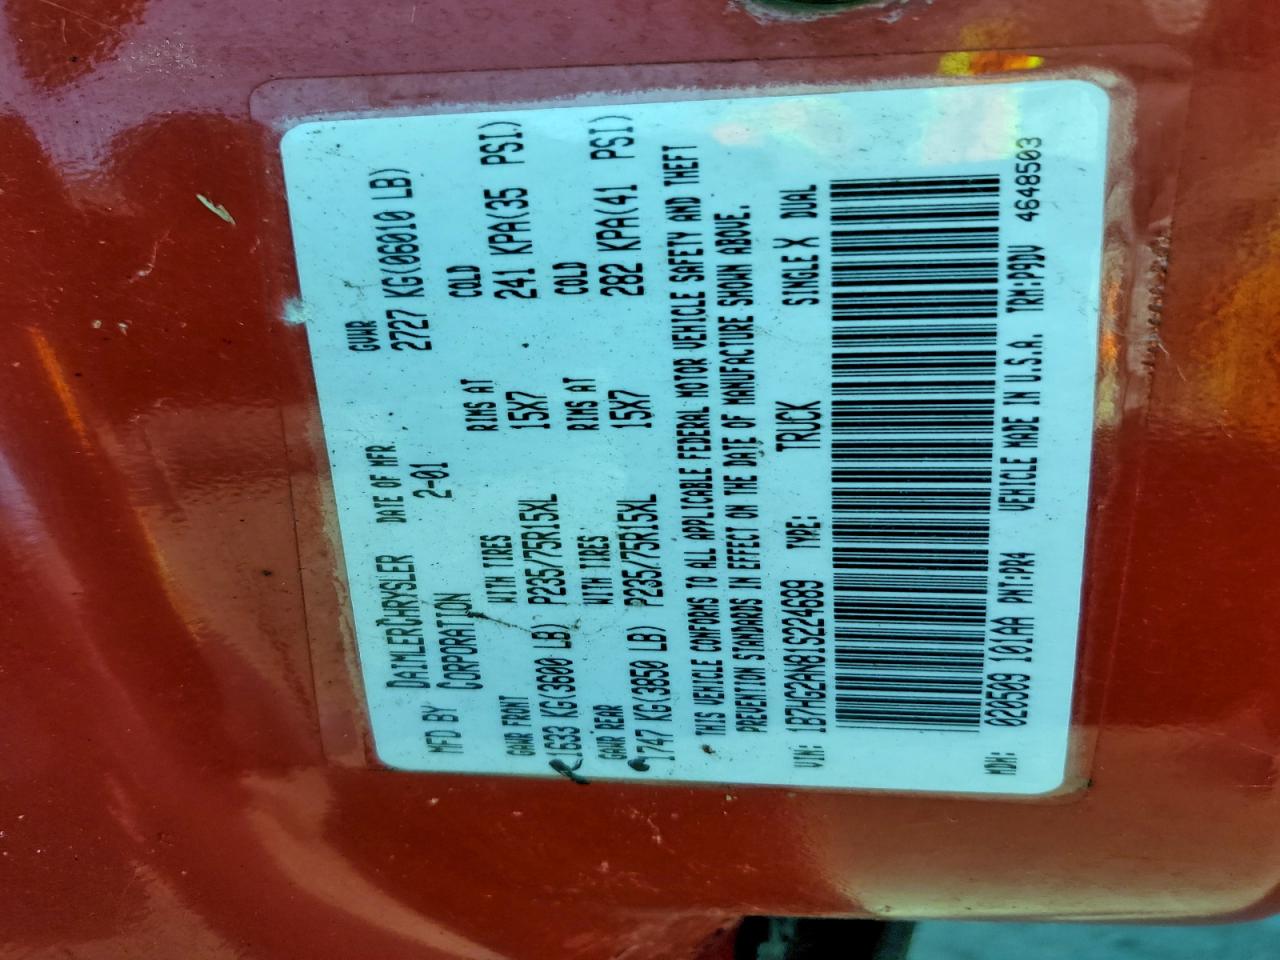 MFD BY DAIMLERCHRYSLER DATE OF MFR GVWR
CORPORATION 2-01 2727 KG(06010 LB)
GAWR FRONT WITH TIRES RIMS AT COLD
1633 KG(3600 LB) P235/75R15XL 15X7 241 KPA(35 PSI)
GAWR REAR WITH TIRES RIMS AT COLD
1747 KG(3850 LB) P235/75R15XL 15X7 282 KPA(41 PSI)
THIS VEHICLE CONFORMS TO ALL APPLICABLE FEDERAL MOTOR VEHICLE SAFETY AND THEFT
PREVENTION STANDARDS IN EFFECT ON THE DATE OF MANUFACTURE SHOWN ABOVE.
VIN: 1B7HG2AN81S224689 TYPE: TRUCK SINGLE X DUAL
MDH: 020509 101AA PNT:PR4 VEHICLE MADE IN U.S.A. TRM:P9DV 4648503